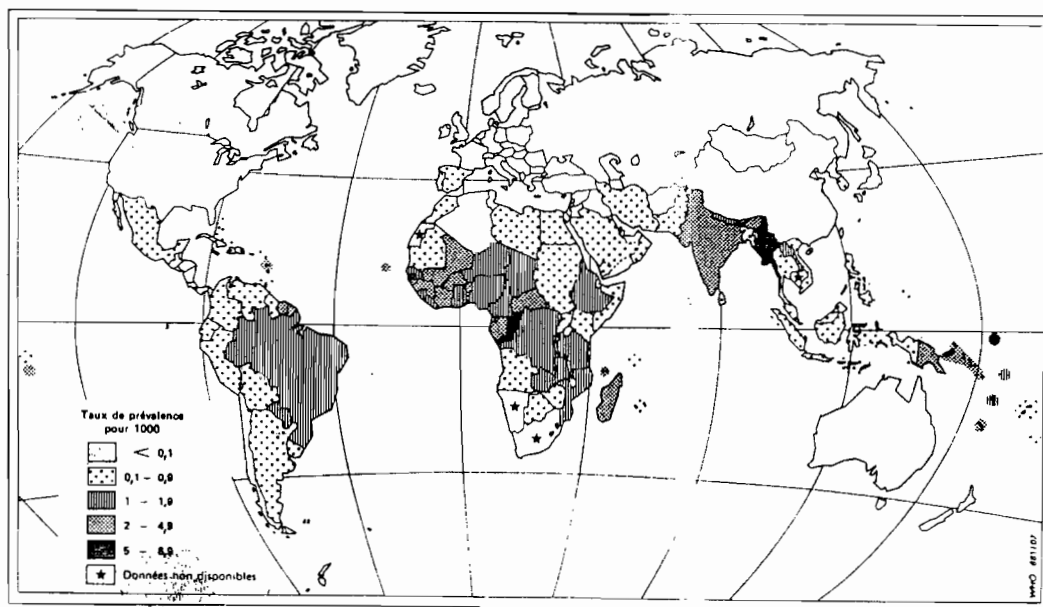 Taux de prévalence
pour 1000
< 0,1
0,1 – 0,9
1 – 1,9
2 – 4,9
5 – 8,9
★ Données non disponibles